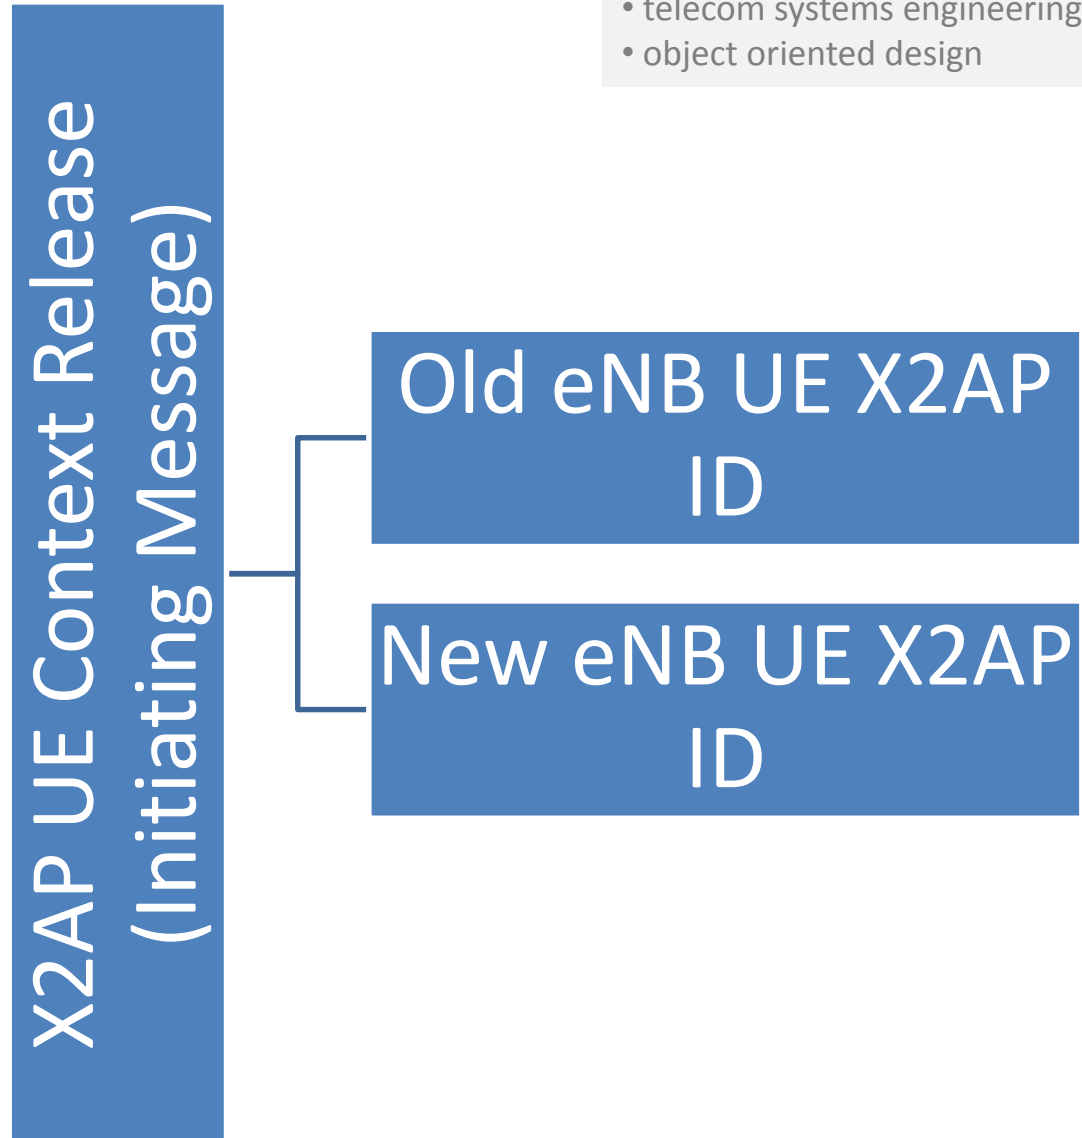 • telecom systems engineering
• object oriented design
X2AP UE Context Release
(Initiating Message)
Old eNB UE X2AP
ID
New eNB UE X2AP
ID